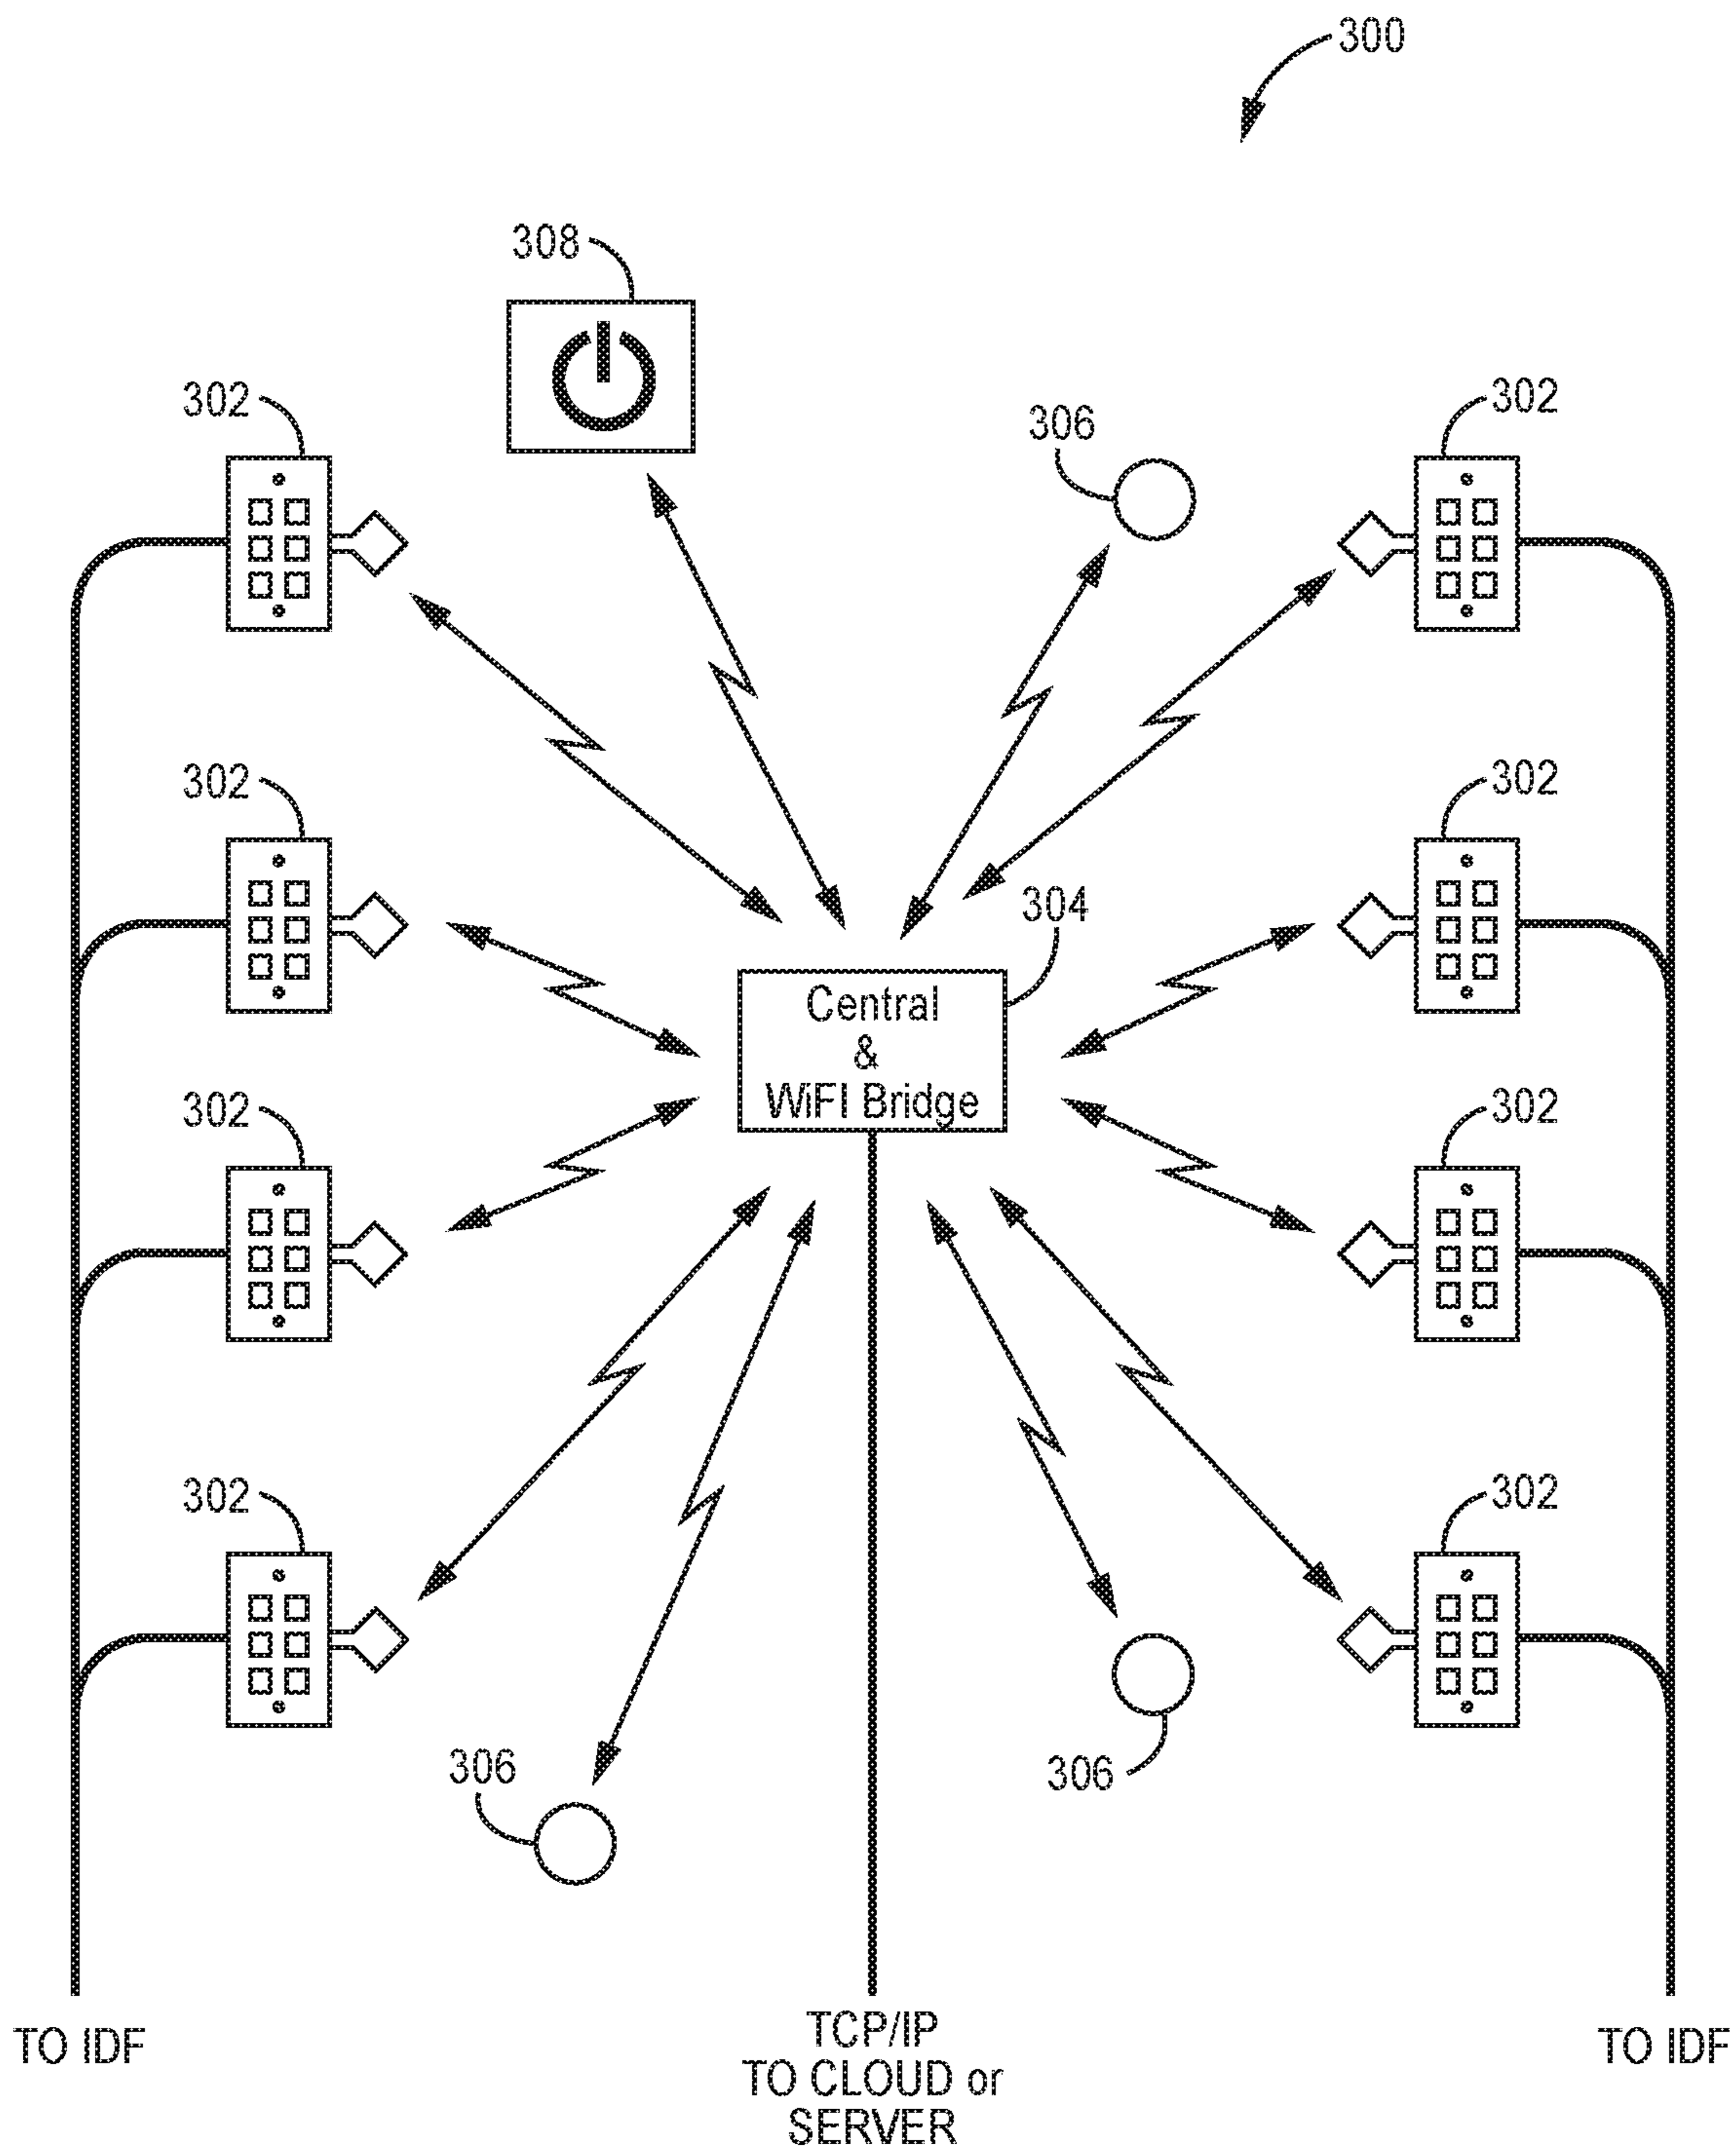 300
308
302
306
302
302
302
304
Central
&
WiFI Bridge
302
302
302
302
306
306
TO IDF
TCP/IP
TO CLOUD or
SERVER
TO IDF